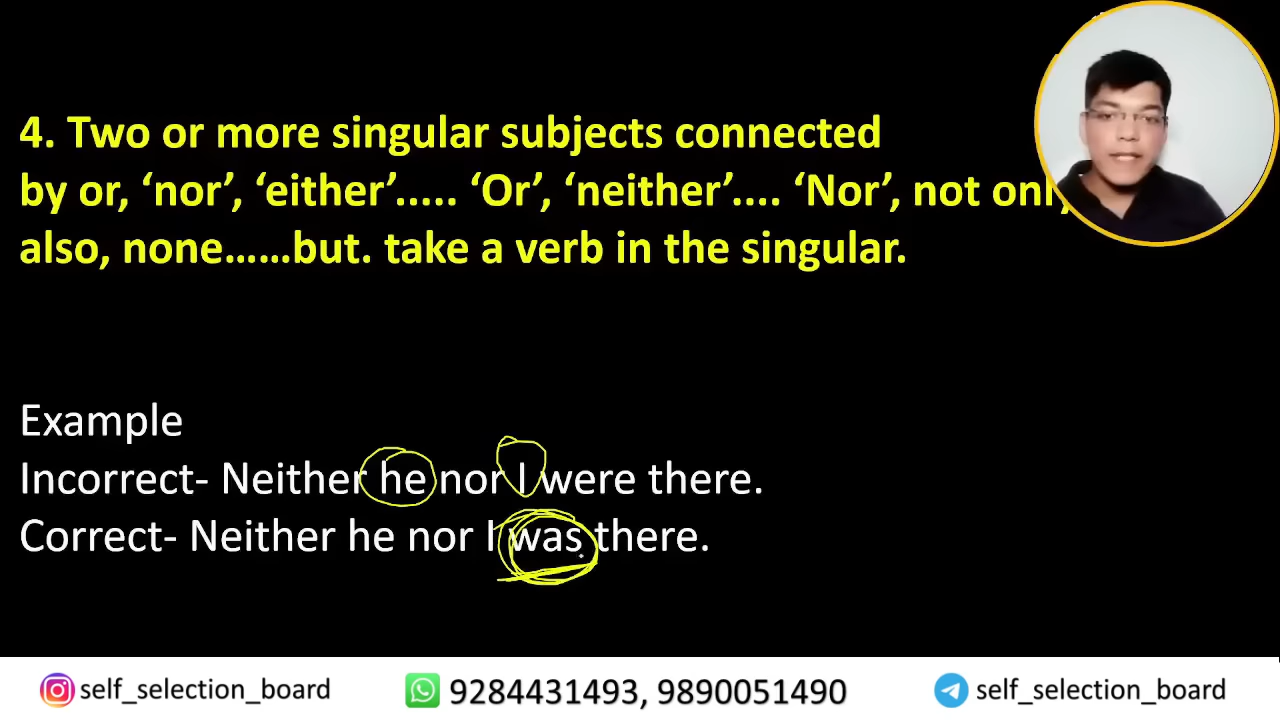 4. Two or more singular subjects connected
by or, ‘nor’, ‘either’..... ‘Or’, ‘neither’.... ‘Nor’, not only
also, none……but. take a verb in the singular.
Example
Incorrect- Neither he nor I were there.
Correct- Neither he nor I was there.
self_selection_board
9284431493, 9890051490
self_selection_board